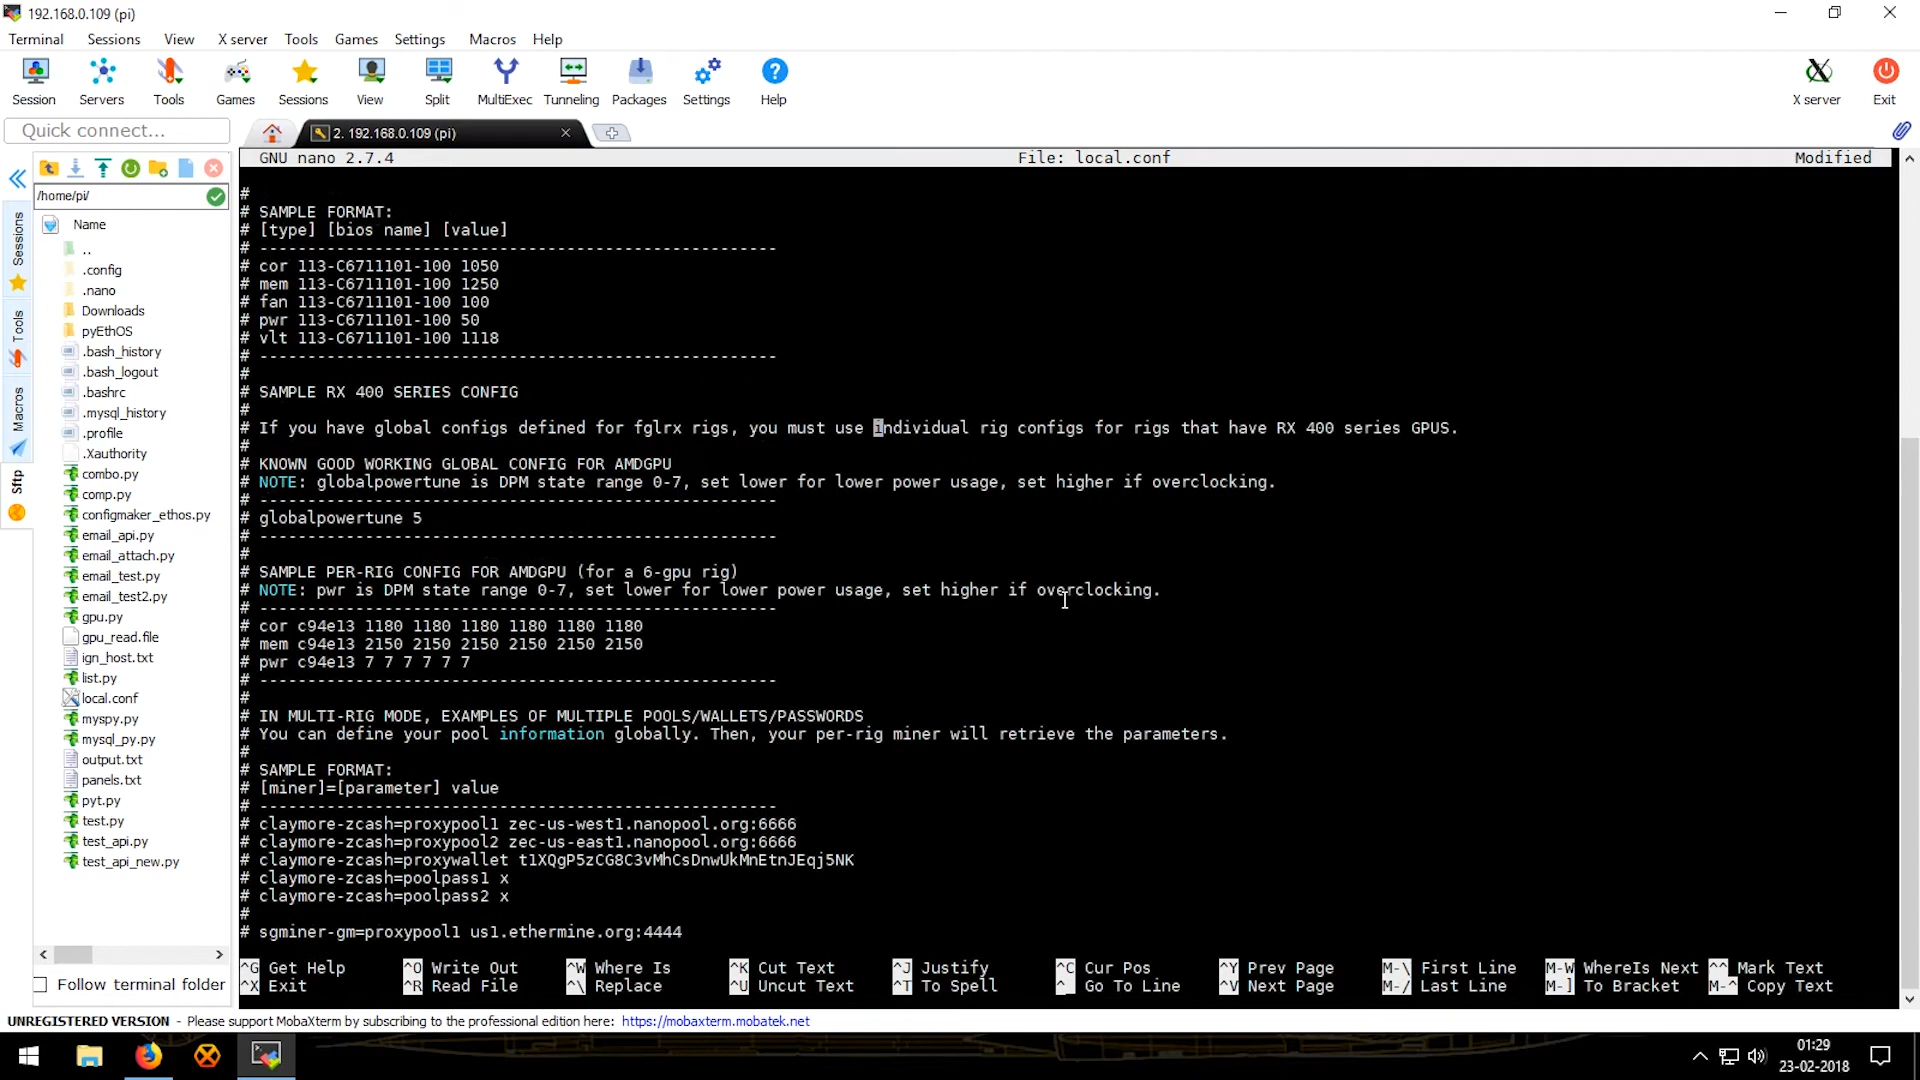 192.168.0.109 (pi)
Terminal Sessions View X server Tools Games Settings Macros Help
Session Servers Tools Games Sessions View Split MultiExec Tunneling Packages Settings Help X server Exit
Quick connect...
2. 192.168.0.109 (pi)
/home/pi/
Name
..
.config
.nano
Downloads
pyEthOS
.bash_history
.bash_logout
.bashrc
.mysql_history
.profile
.Xauthority
combo.py
comp.py
configmaker_ethos.py
email_api.py
email_attach.py
email_test.py
email_test2.py
gpu.py
gpu_read.file
ign_host.txt
list.py
local.conf
myspy.py
mysql_py.py
output.txt
panels.txt
pyt.py
test.py
test_api.py
test_api_new.py
Follow terminal folder
Sessions
Tools
Macros
Sftp
GNU nano 2.7.4 File: local.conf Modified
#
# SAMPLE FORMAT:
# [type] [bios name] [value]
# ------------------------------------------------------
# cor 113-C6711101-100 1050
# mem 113-C6711101-100 1250
# fan 113-C6711101-100 100
# pwr 113-C6711101-100 50
# vlt 113-C6711101-100 1118
# ------------------------------------------------------
#
# SAMPLE RX 400 SERIES CONFIG
#
# If you have global configs defined for fglrx rigs, you must use individual rig configs for rigs that have RX 400 series GPUS.
#
# KNOWN GOOD WORKING GLOBAL CONFIG FOR AMDGPU
# NOTE: globalpowertune is DPM state range 0-7, set lower for lower power usage, set higher if overclocking.
# ------------------------------------------------------
# globalpowertune 5
# ------------------------------------------------------
#
# SAMPLE PER-RIG CONFIG FOR AMDGPU (for a 6-gpu rig)
# NOTE: pwr is DPM state range 0-7, set lower for lower power usage, set higher if overclocking.
# ------------------------------------------------------
# cor c94e13 1180 1180 1180 1180 1180 1180
# mem c94e13 2150 2150 2150 2150 2150 2150
# pwr c94e13 7 7 7 7 7 7
# ------------------------------------------------------
#
# IN MULTI-RIG MODE, EXAMPLES OF MULTIPLE POOLS/WALLETS/PASSWORDS
# You can define your pool information globally. Then, your per-rig miner will retrieve the parameters.
#
# SAMPLE FORMAT:
# [miner]=[parameter] value
# ------------------------------------------------------
# claymore-zcash=proxypool1 zec-us-west1.nanopool.org:6666
# claymore-zcash=proxypool2 zec-us-east1.nanopool.org:6666
# claymore-zcash=proxywallet t1XQgP5zCG8C3vMhCsDnwUkMnEtnJEqj5NK
# claymore-zcash=poolpass1 x
# claymore-zcash=poolpass2 x
#
# sgminer-gm=proxypool1 us1.ethermine.org:4444
^G Get Help ^O Write Out ^W Where Is ^K Cut Text ^J Justify ^C Cur Pos ^Y Prev Page M-\ First Line M-W WhereIs Next ^^ Mark Text
^X Exit ^R Read File ^\ Replace ^U Uncut Text ^T To Spell ^_ Go To Line ^V Next Page M-/ Last Line M-] To Bracket M-^ Copy Text
UNREGISTERED VERSION - Please support MobaXterm by subscribing to the professional edition here: https://mobaxterm.mobatek.net
01:29
23-02-2018